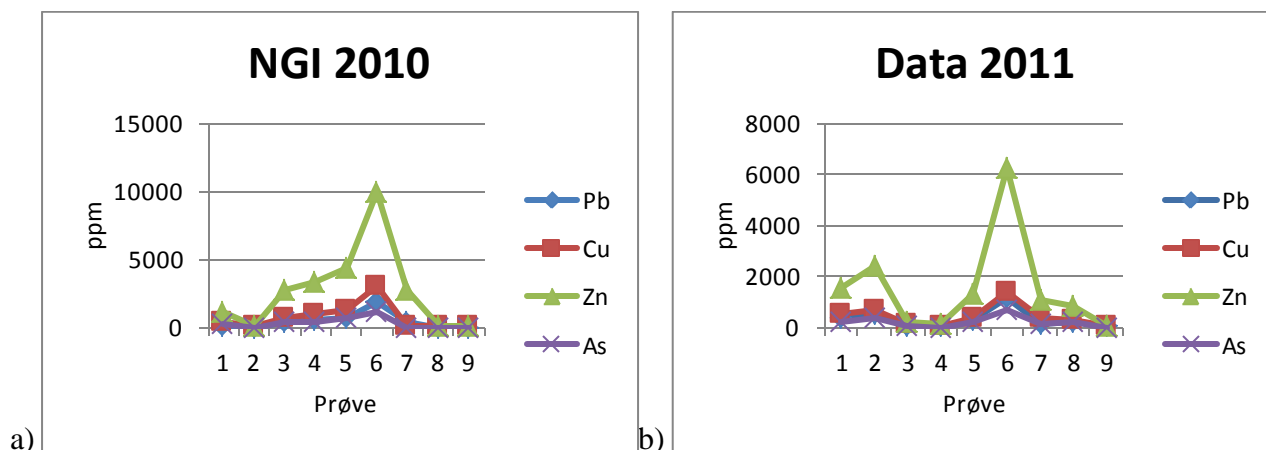 NGI 2010
15000
10000
5000
0
ppm
1 2 3 4 5 6 7 8 9
Prøve
Pb
Cu
Zn
As
a)
Data 2011
8000
6000
4000
2000
0
ppm
1 2 3 4 5 6 7 8 9
Prøve
Pb
Cu
Zn
As
b)